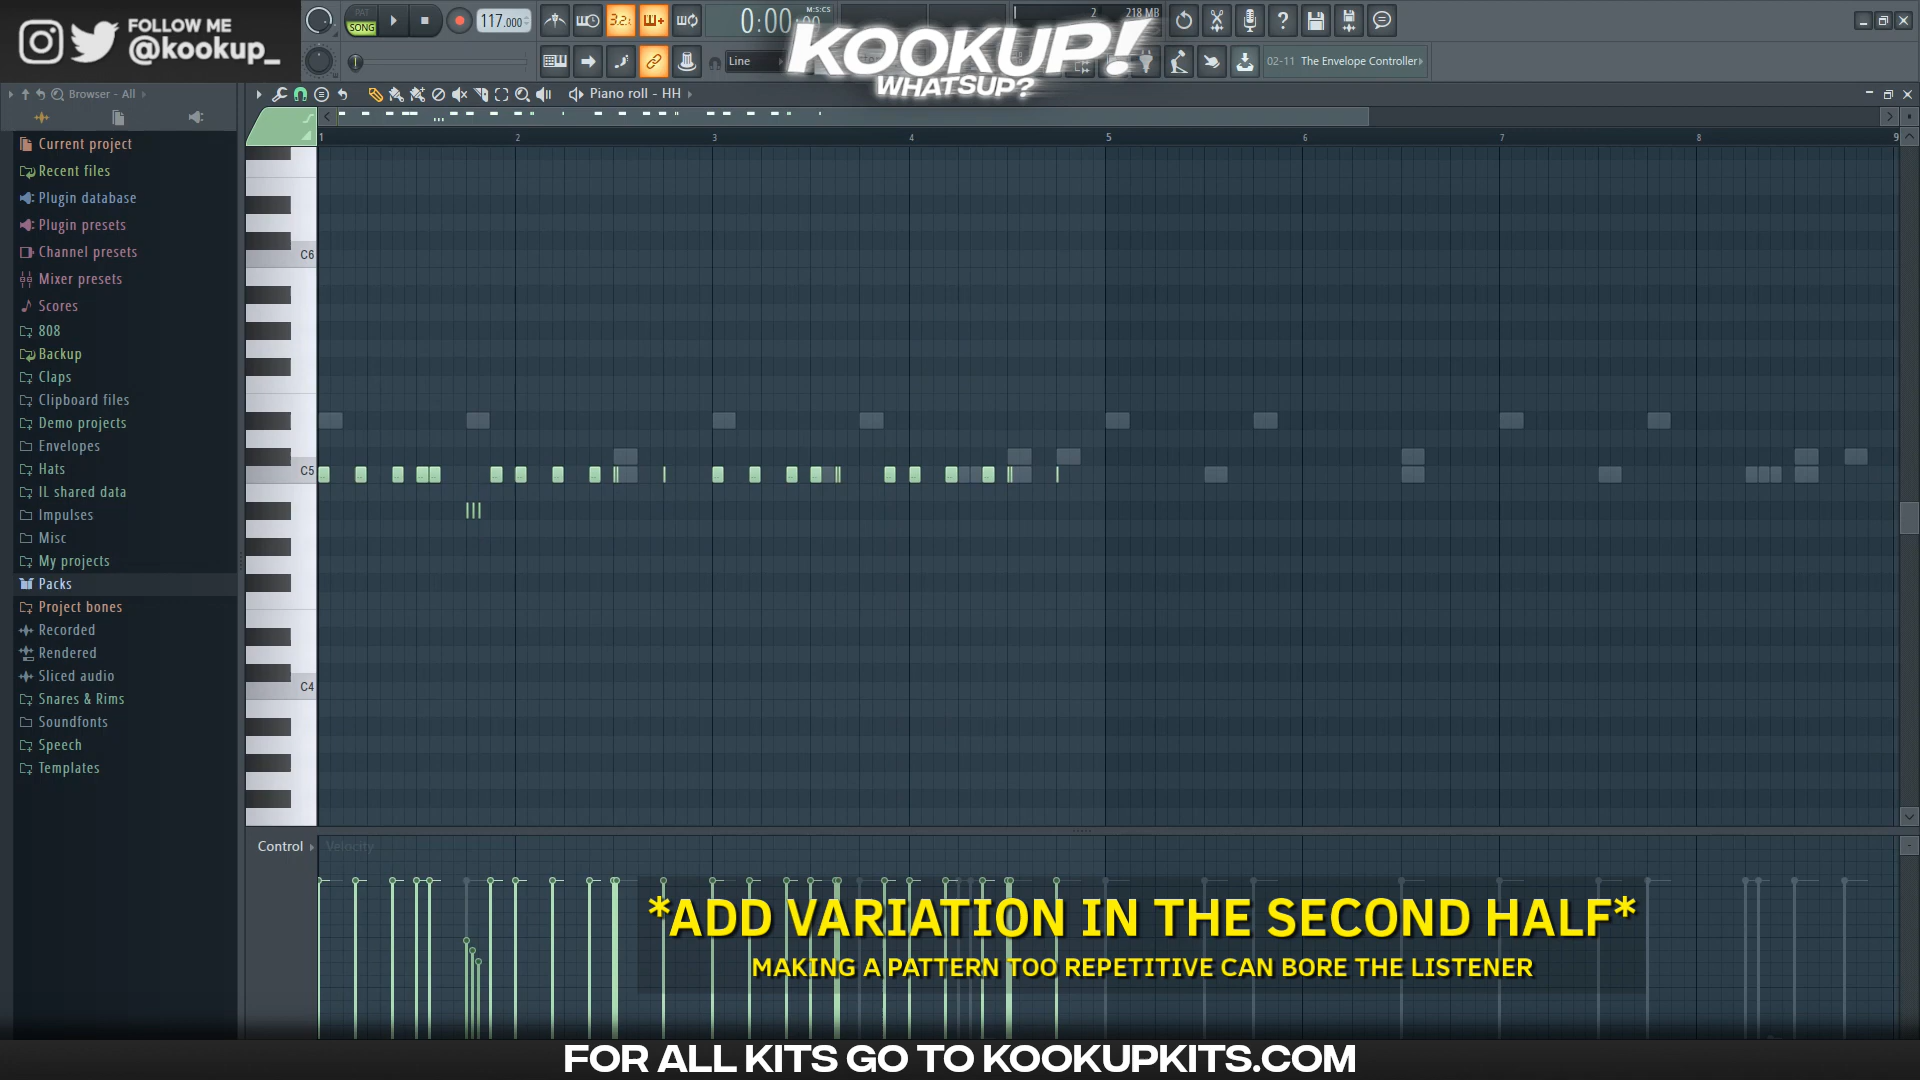 FOLLOW ME
@kookup_
PAT
SONG
117.000
3.2.
0:00
M:S:CS
2
218 MB
KOOKUP!
WHATSUP?
Line
02-11 The Envelope Controller
Browser - All
Piano roll - HH
1 2 3 4 5 6 7 8 9
Current project
Recent files
Plugin database
Plugin presets
Channel presets
Mixer presets
Scores
808
Backup
Claps
Clipboard files
Demo projects
Envelopes
Hats
IL shared data
Impulses
Misc
My projects
Packs
Project bones
Recorded
Rendered
Sliced audio
Snares & Rims
Soundfonts
Speech
Templates
C6
C5
C4
Control
Velocity
*ADD VARIATION IN THE SECOND HALF*
MAKING A PATTERN TOO REPETITIVE CAN BORE THE LISTENER
FOR ALL KITS GO TO KOOKUPKITS.COM